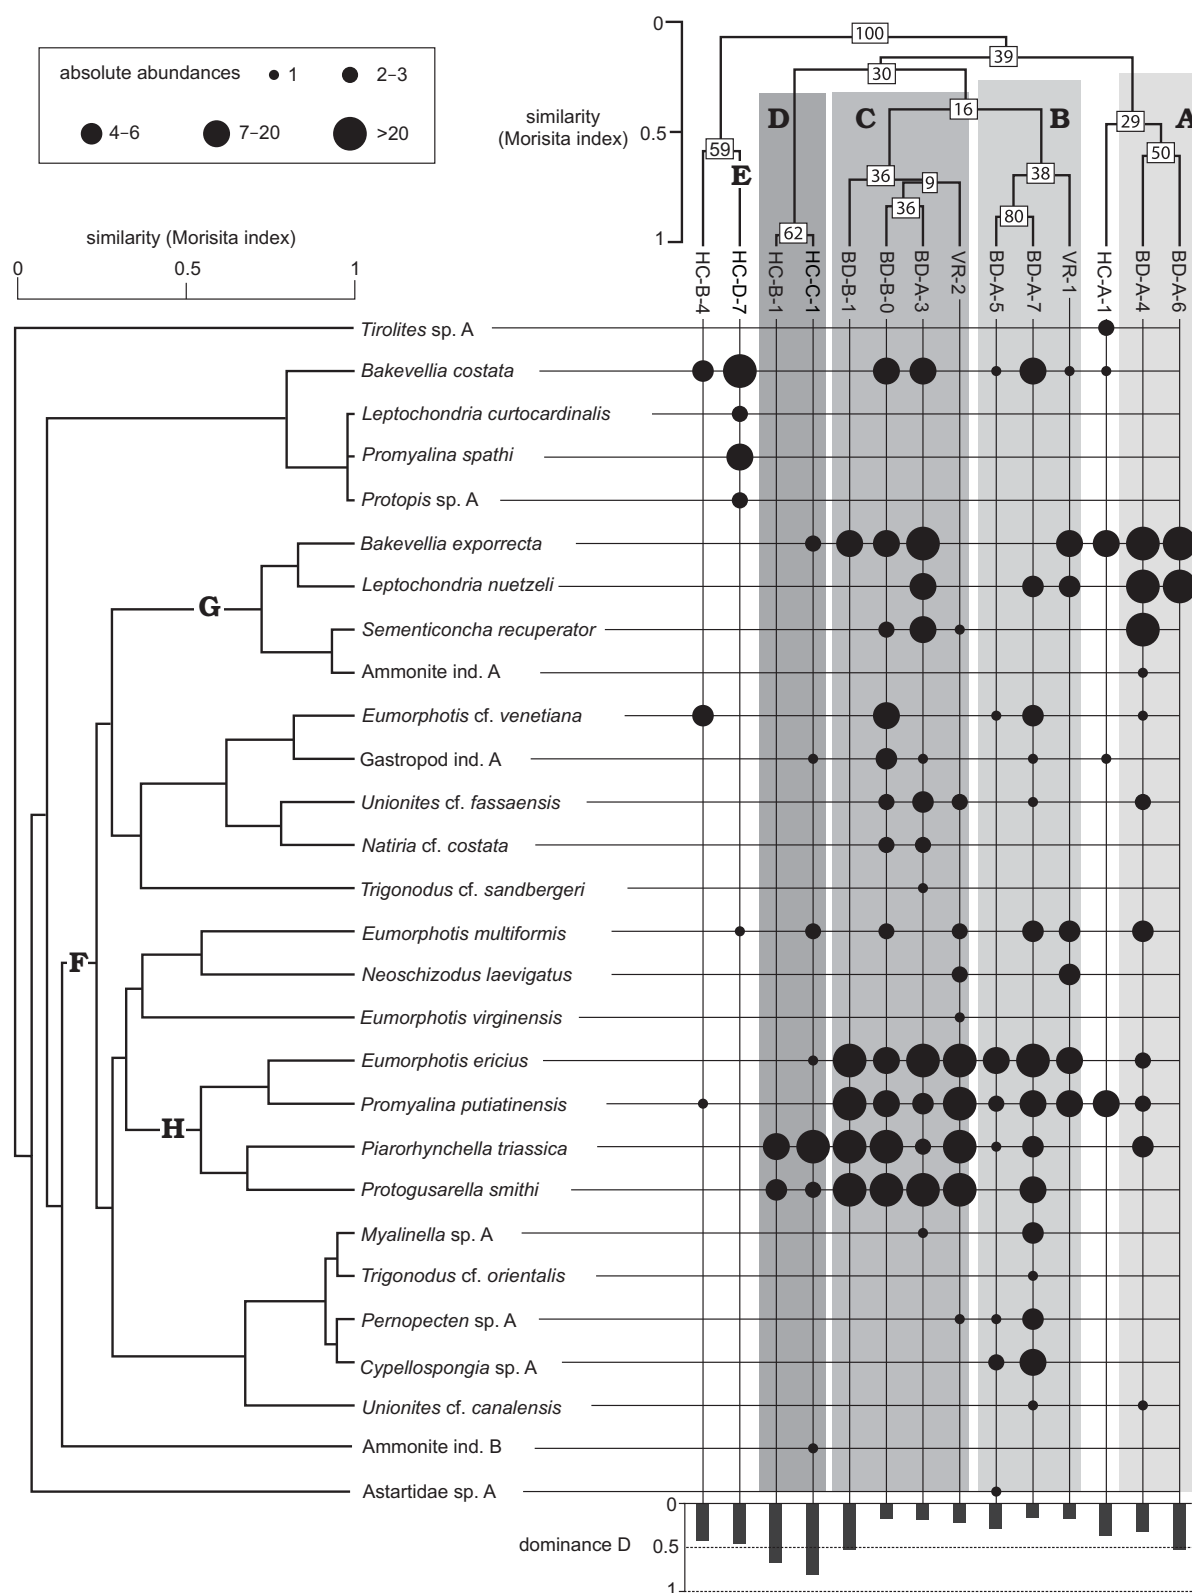 absolute abundances 1 2–3
4–6 7–20 >20
similarity (Morisita index)
0 0.5 1
similarity
(Morisita index)
0
0.5
1
100
39
30
16
29
50
59
36
9
38
36
80
62
D
C
B
A
E
HC-B-4
HC-D-7
HC-B-1
HC-C-1
BD-B-1
BD-B-0
BD-A-3
VR-2
BD-A-5
BD-A-7
VR-1
HC-A-1
BD-A-4
BD-A-6
Tirolites sp. A
Bakevellia costata
Leptochondria curtocardinalis
Promyalina spathi
Protopis sp. A
Bakevellia exporrecta
Leptochondria nuetzeli
G
Sementiconcha recuperator
Ammonite ind. A
Eumorphotis cf. venetiana
Gastropod ind. A
Unionites cf. fassaensis
Natiria cf. costata
Trigonodus cf. sandbergeri
Eumorphotis multiformis
F
Neoschizodus laevigatus
Eumorphotis virginensis
Eumorphotis ericius
Promyalina putiatinensis
H
Piarorhynchella triassica
Protogusarella smithi
Myalinella sp. A
Trigonodus cf. orientalis
Pernopecten sp. A
Cypellospongia sp. A
Unionites cf. canalensis
Ammonite ind. B
Astartidae sp. A
dominance D
0
0.5
1